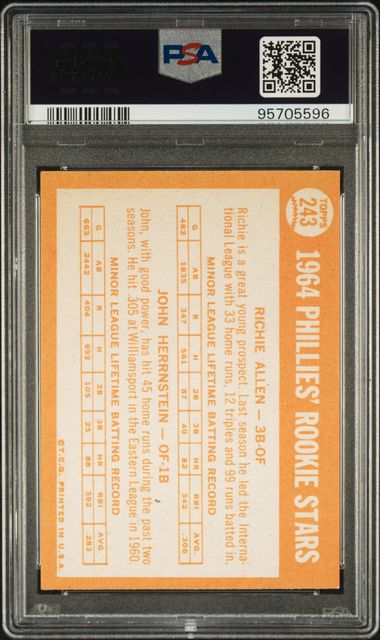 PSA
95705596
TOPPS
243
1964 PHILLIES' ROOKIE STARS
RICHIE ALLEN — 3B-OF
Richie is a great young prospect. Last season he led the Interna-
tional League with 33 home runs, 12 triples and 99 runs batted in.
MINOR LEAGUE LIFETIME BATTING RECORD
G AB R H 2B 3B HR RBI AVG.
482 1835 347 561 87 40 82 342 .306
JOHN HERRNSTEIN — OF-1B
John, with good power, has hit 45 home runs during the past two
seasons. He hit .305 at Williamsport in the Eastern League in 1960.
MINOR LEAGUE LIFETIME BATTING RECORD
G AB R H 2B 3B HR RBI AVG.
663 2442 404 692 105 25 88 392 .283
© T.C.G. PRINTED IN U.S.A.